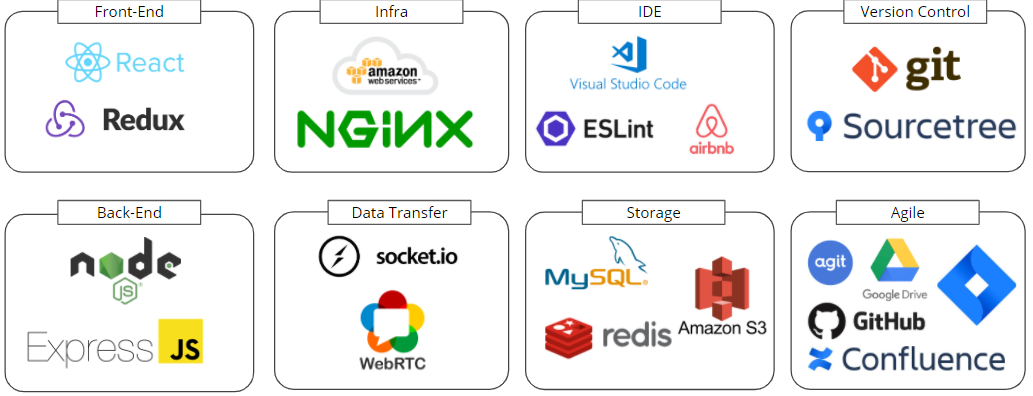 Front-End
React
Redux
Infra
amazon
web services™
NGiNX
IDE
Visual Studio Code
ESLint
airbnb
Version Control
git
Sourcetree
Back-End
node
JS®
Express JS
Data Transfer
socket.io
WebRTC
Storage
MySQL®
redis
Amazon S3
Agile
agit
Google Drive
GitHub
Confluence